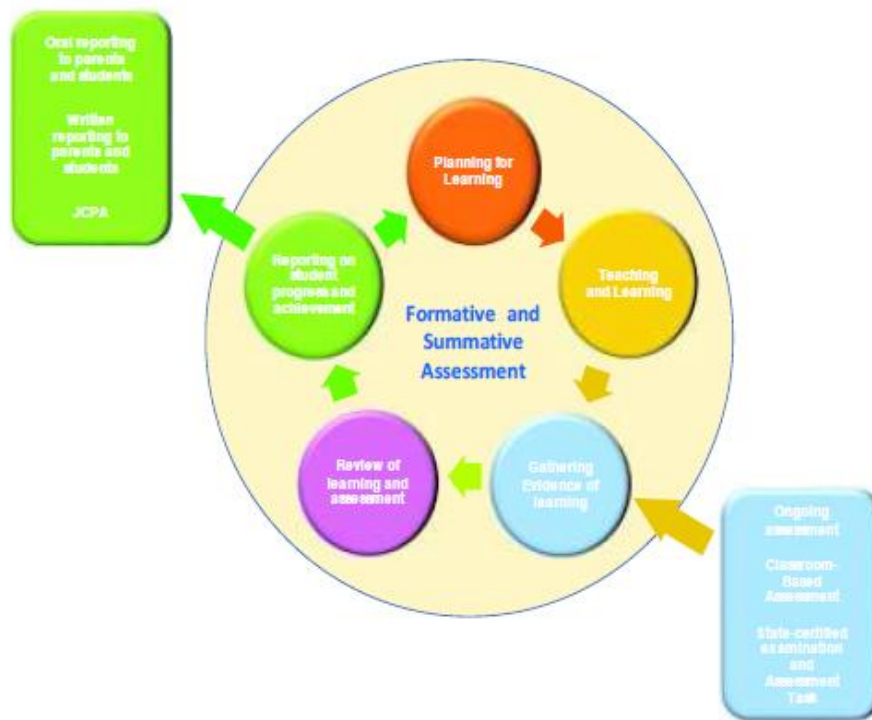 Oral reporting
to parents
and students
Written
reporting to
parents and
students
JCPA
Planning for
Learning
Teaching
and Learning
Reporting on
student
progress and
achievement
Formative and
Summative
Assessment
Review of
learning and
assessment
Gathering
Evidence of
learning
Ongoing
assessment
Classroom-
Based
Assessment
State-certified
examination
and
Assessment
Task